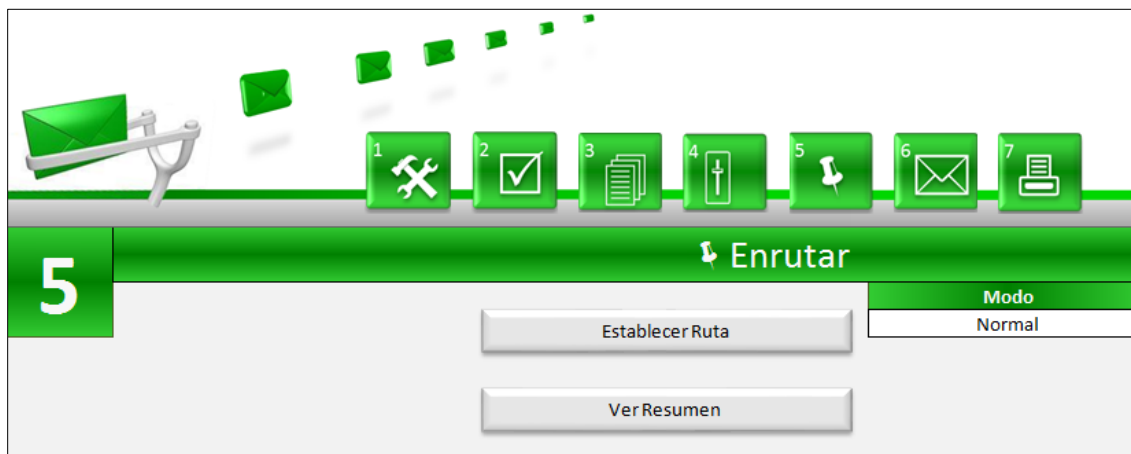 1 2 3 4 5 6 7
5
Enrutar
Modo
Normal
Establecer Ruta
Ver Resumen